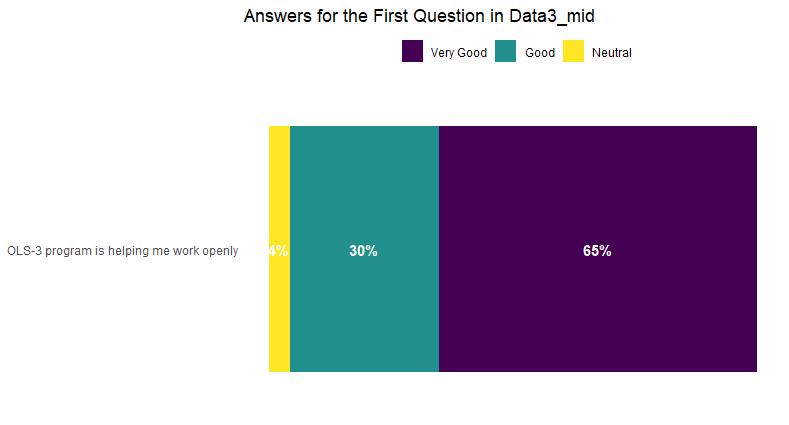 Answers for the First Question in Data3_mid
Very Good Good Neutral
OLS-3 program is helping me work openly
4% 30% 65%